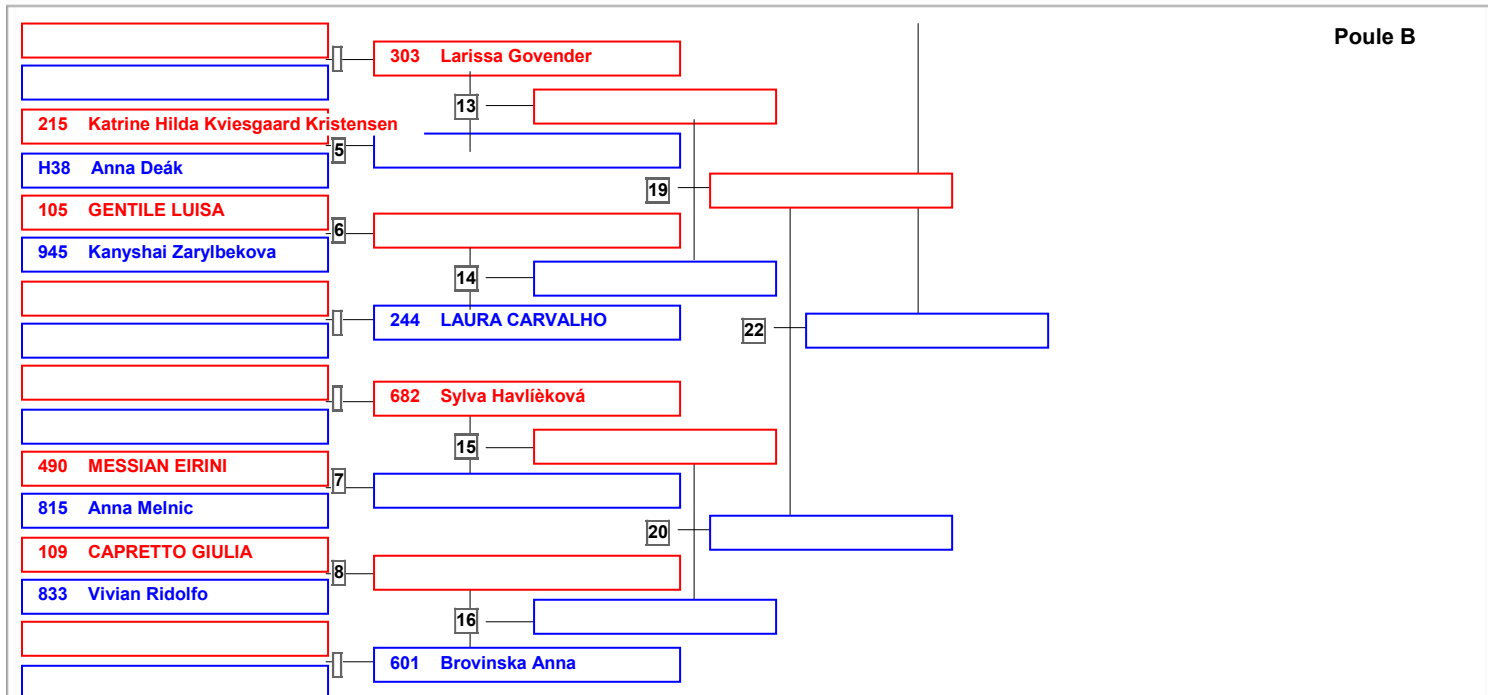 Poule B
303 Larissa Govender
13
215 Katrine Hilda Kviesgaard Kristensen
5
H38 Anna Deák
19
105 GENTILE LUISA
6
945 Kanyshai Zarylbekova
14
244 LAURA CARVALHO
22
682 Sylva Havlíèková
15
490 MESSIAN EIRINI
7
815 Anna Melnic
20
109 CAPRETTO GIULIA
8
833 Vivian Ridolfo
16
601 Brovinska Anna